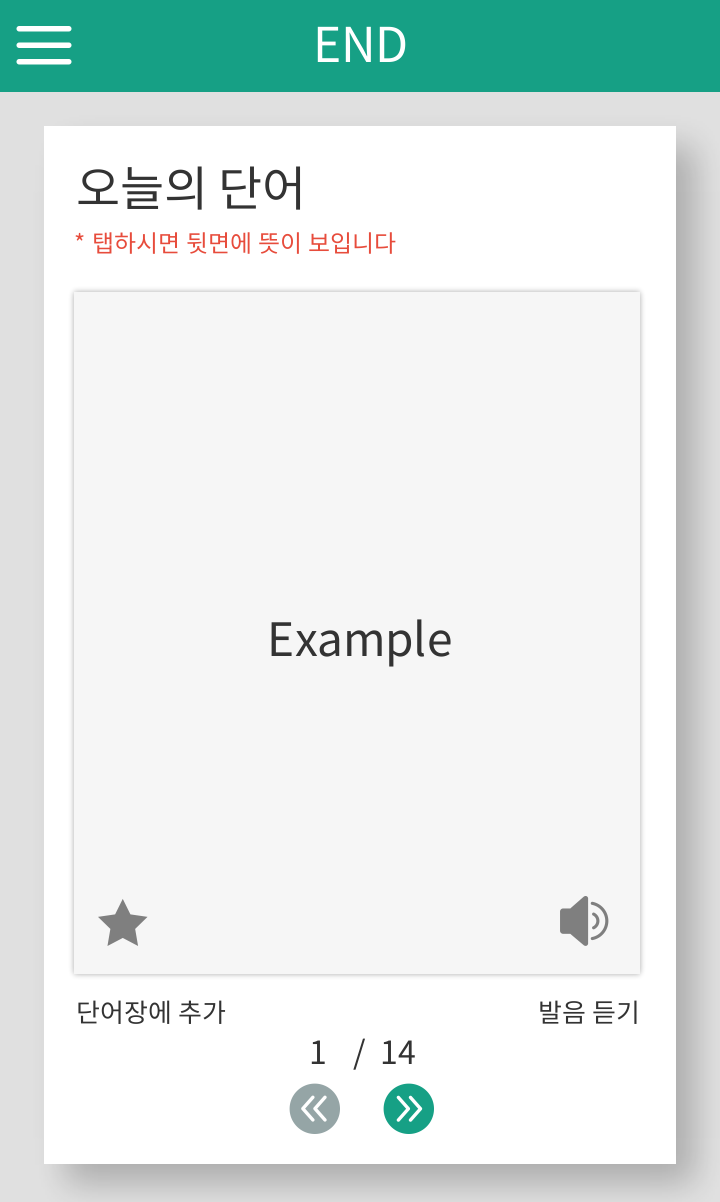 END
오늘의 단어
* 탭하시면 뒷면에 뜻이 보입니다
Example
단어장에 추가 발음 듣기
1 / 14